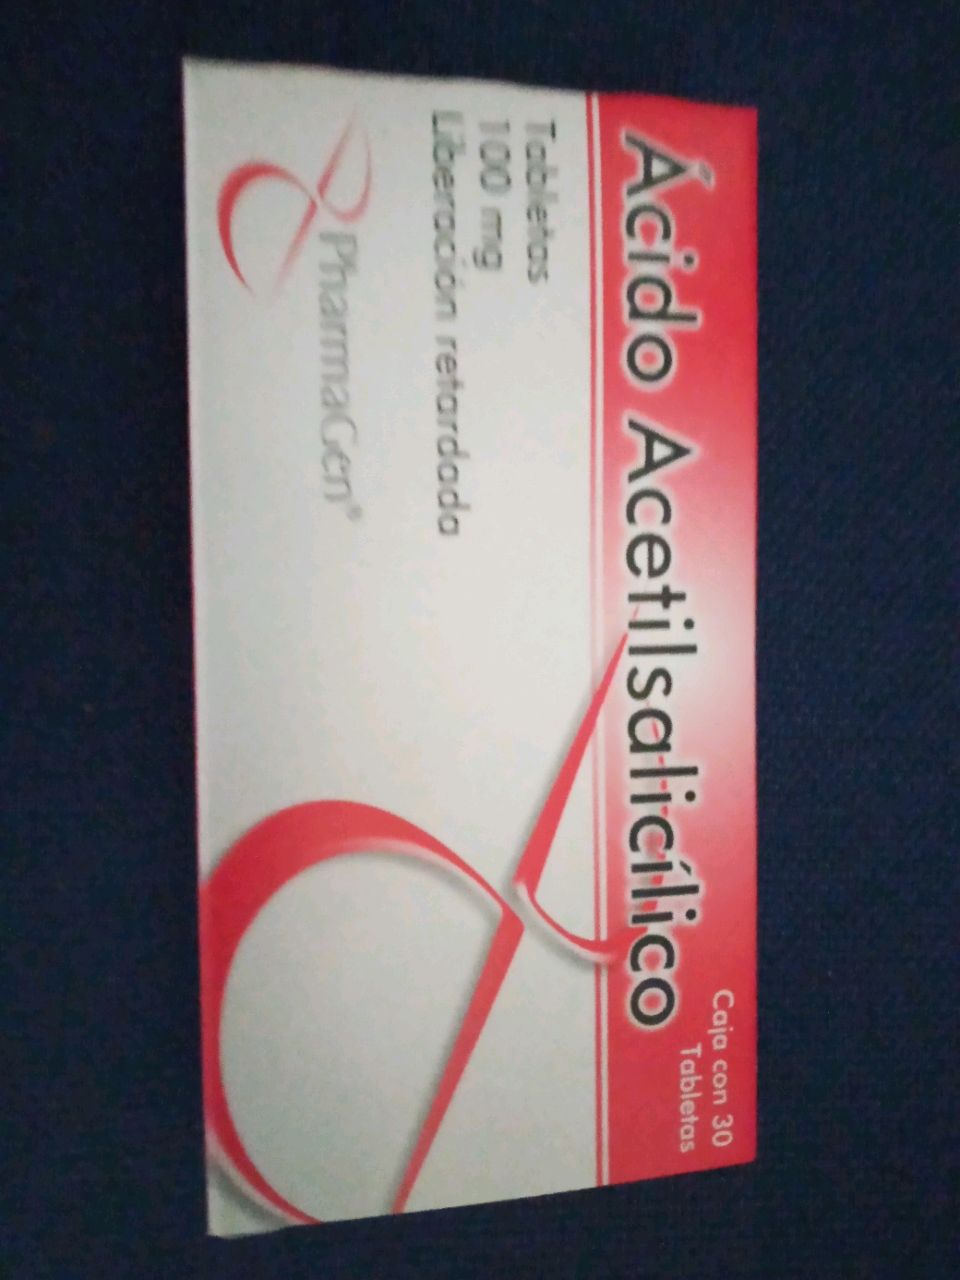 Caja con 30
Tabletas
Ácido Acetilsalicílico
Tabletas
100 mg
Liberación retardada
PharmaGen®